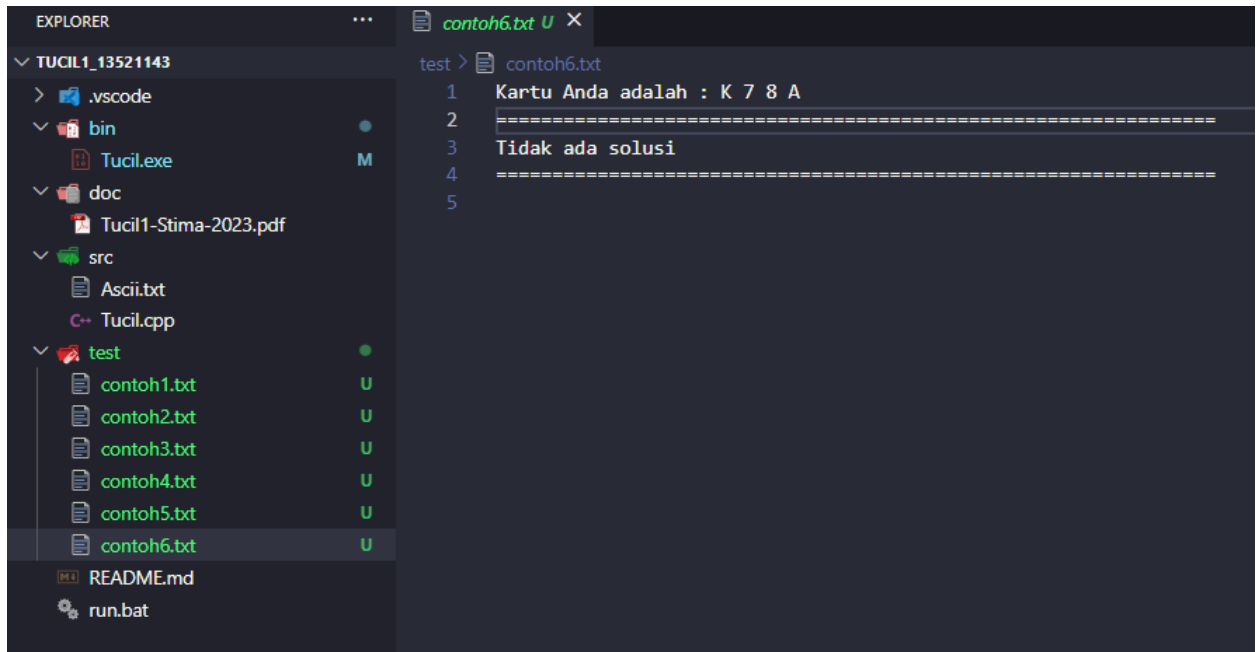 EXPLORER ...
TUCIL1_13521143
.vscode
bin
Tucil.exe M
doc
Tucil1-Stima-2023.pdf
src
Ascii.txt
C++ Tucil.cpp
test
contoh1.txt U
contoh2.txt U
contoh3.txt U
contoh4.txt U
contoh5.txt U
contoh6.txt U
README.md
run.bat
contoh6.txt U ×
test > contoh6.txt
1 Kartu Anda adalah : K 7 8 A
2 ================================================================
3 Tidak ada solusi
4 ================================================================
5